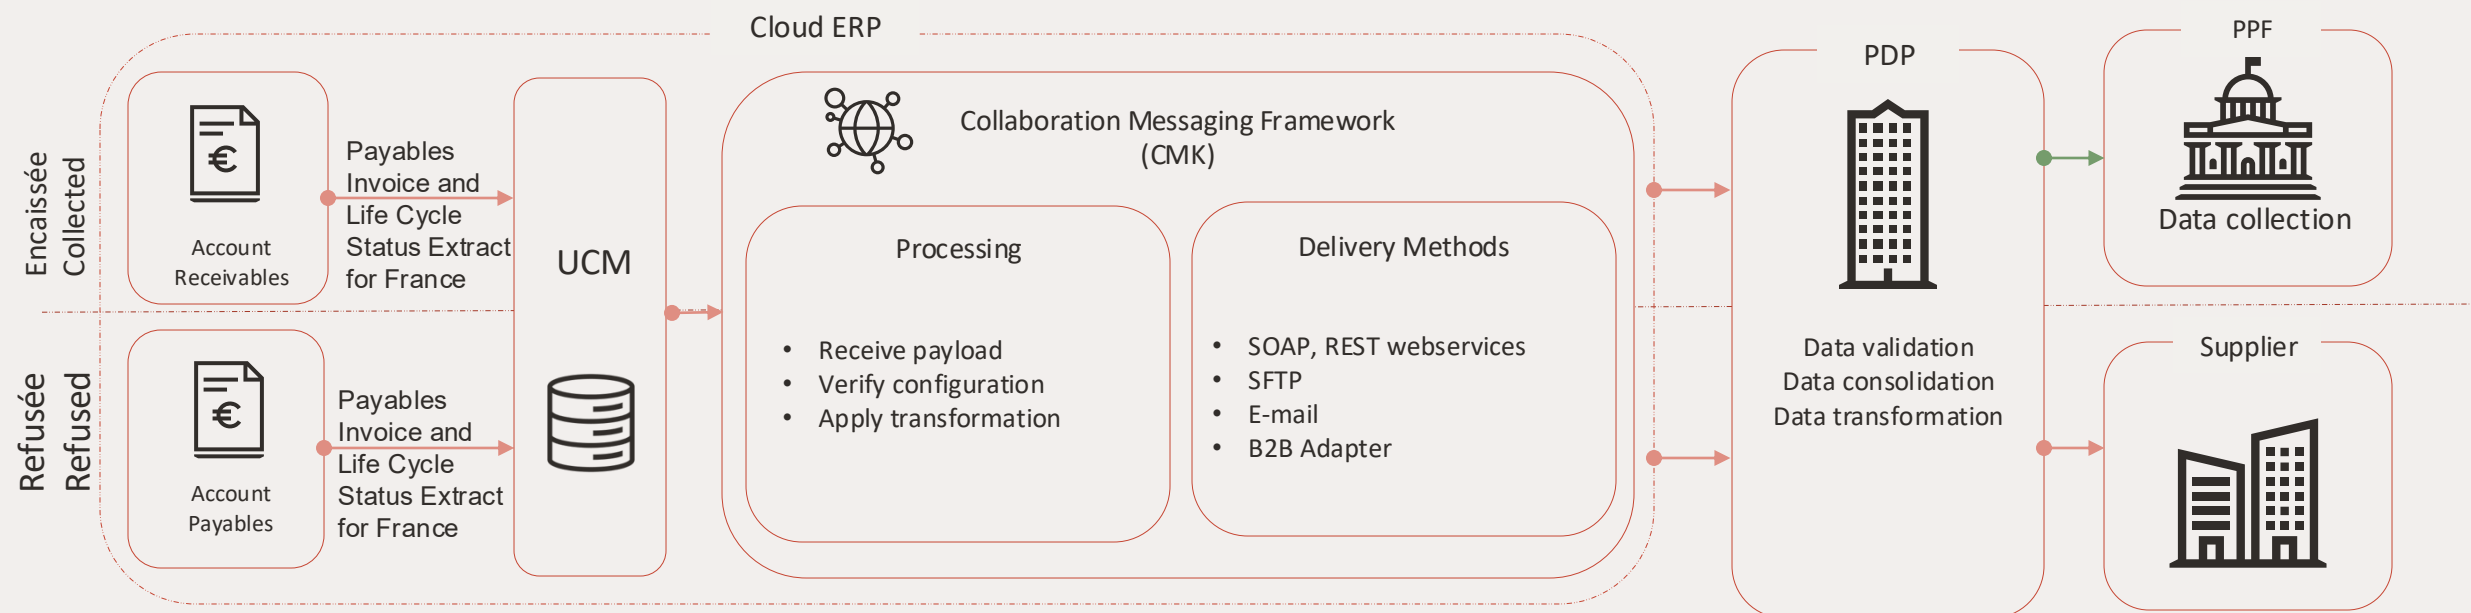 Cloud ERP
Encaissée
Collected
Account
Receivables
Payables
Invoice and
Life Cycle
Status Extract
for France
Refusée
Refused
Account
Payables
Payables
Invoice and
Life Cycle
Status Extract
for France
UCM
Collaboration Messaging Framework
(CMK)
Processing
• Receive payload
• Verify configuration
• Apply transformation
Delivery Methods
• SOAP, REST webservices
• SFTP
• E-mail
• B2B Adapter
PDP
Data validation
Data consolidation
Data transformation
PPF
Data collection
Supplier